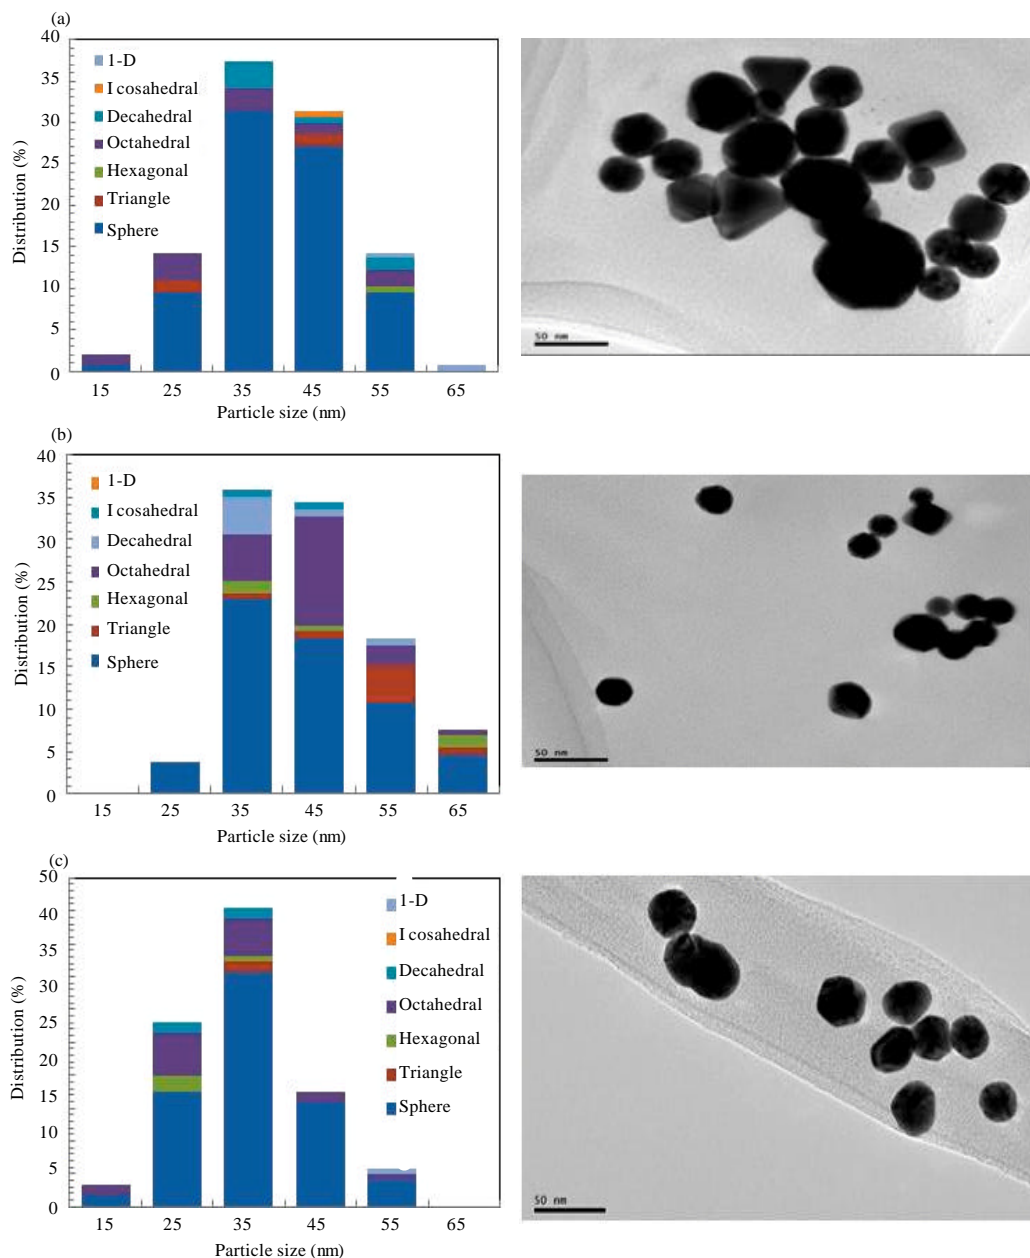 (a)
40
35
30
25
20
15
10
5
0
Distribution (%)
1-D
I cosahedral
Decahedral
Octahedral
Hexagonal
Triangle
Sphere
15 25 35 45 55 65
Particle size (nm)
50 nm
(b)
40
35
30
25
20
15
10
5
0
Distribution (%)
1-D
I cosahedral
Decahedral
Octahedral
Hexagonal
Triangle
Sphere
15 25 35 45 55 65
Particle size (nm)
50 nm
(c)
50
40
35
30
25
20
15
10
5
0
Distribution (%)
1-D
I cosahedral
Decahedral
Octahedral
Hexagonal
Triangle
Sphere
15 25 35 45 55 65
Particle size (nm)
50 nm